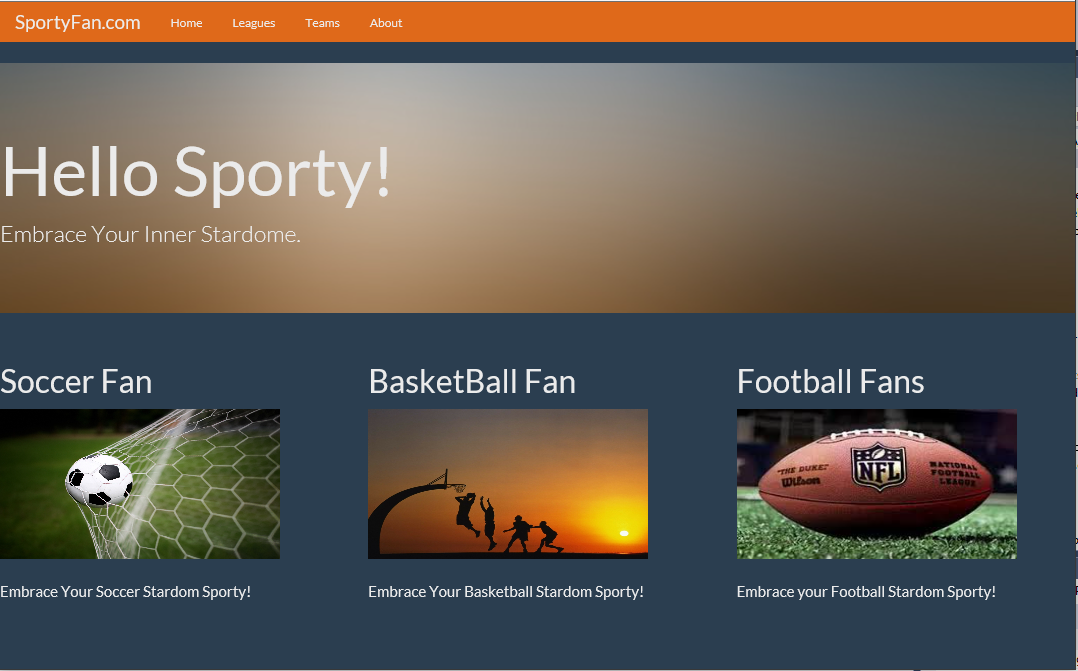 SportyFan.com Home Leagues Teams About
Hello Sporty!
Embrace Your Inner Stardome.
Soccer Fan BasketBall Fan Football Fans
"THE DUKE"
Wilson
NFL
NATIONAL
FOOTBALL
LEAGUE
Embrace Your Soccer Stardom Sporty! Embrace Your Basketball Stardom Sporty! Embrace your Football Stardom Sporty!